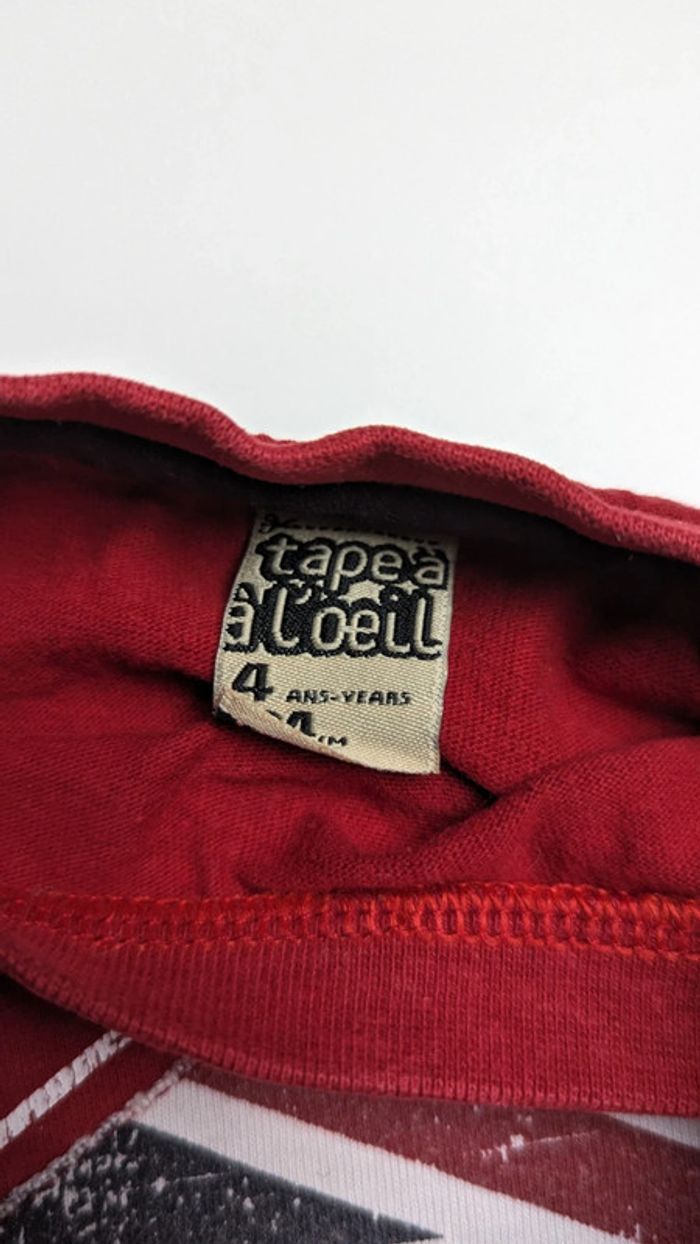 tape à
à l'oeil
4 ANS-YEARS